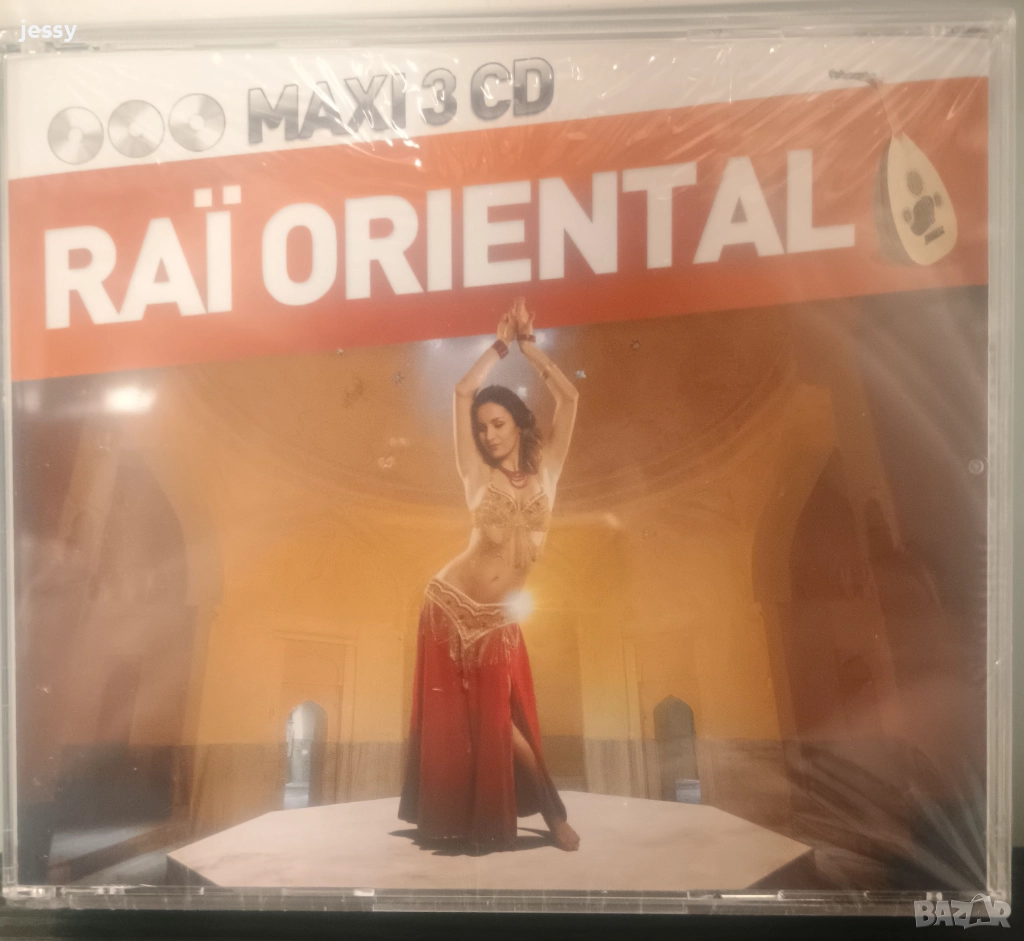 jessy
MAXI 3 CD
RAÏ ORIENTAL
BAZAR